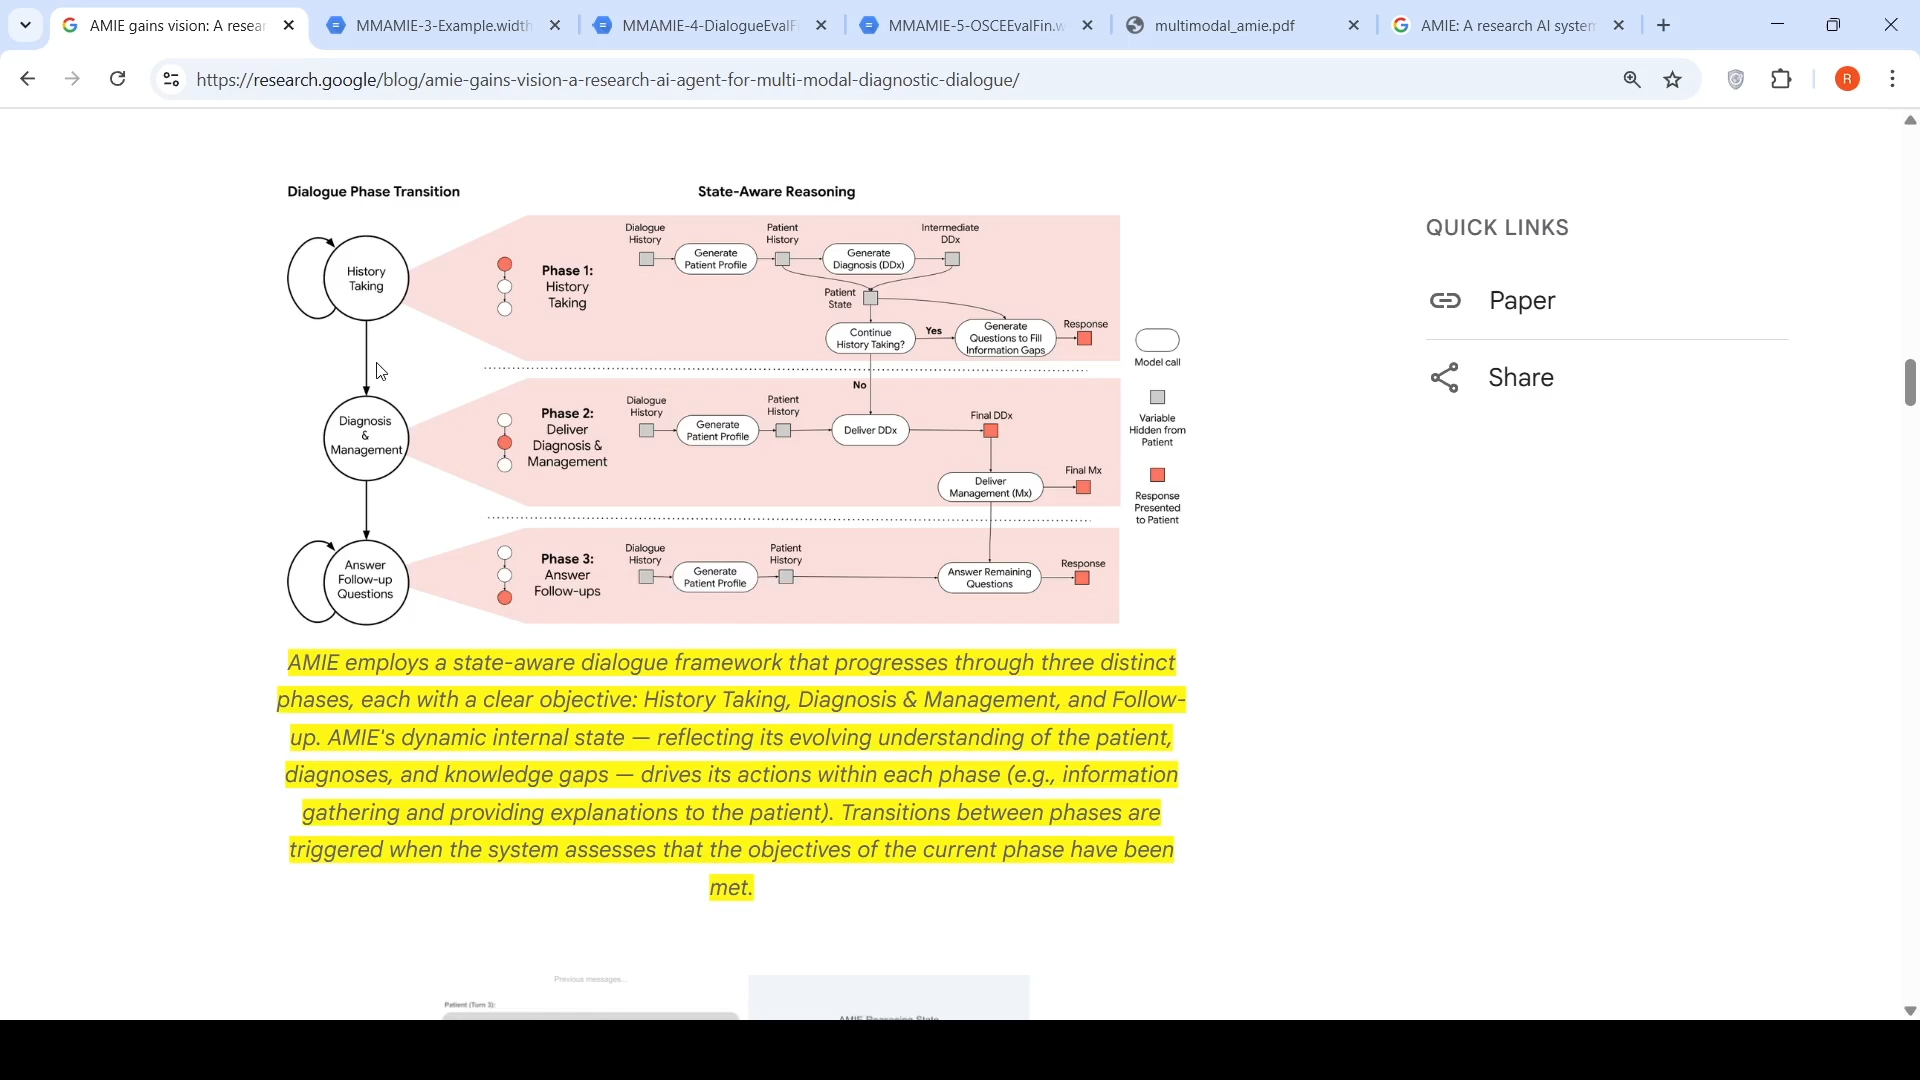 AMIE gains vision: A resear
MMAMIE-3-Example.width
MMAMIE-4-DialogueEvalFi
MMAMIE-5-OSCEEvalFin.w
multimodal_amie.pdf
AMIE: A research AI system
https://research.google/blog/amie-gains-vision-a-research-ai-agent-for-multi-modal-diagnostic-dialogue/
R
Dialogue Phase Transition
State-Aware Reasoning
History
Taking
Diagnosis
&
Management
Answer
Follow-up
Questions
Phase 1:
History
Taking
Dialogue
History
Generate
Patient Profile
Patient
History
Generate
Diagnosis (DDx)
Intermediate
DDx
Patient
State
Continue
History Taking?
Yes
Generate
Questions to Fill
Information Gaps
Response
No
Phase 2:
Deliver
Diagnosis &
Management
Dialogue
History
Generate
Patient Profile
Patient
History
Deliver DDx
Final DDx
Deliver
Management (Mx)
Final Mx
Phase 3:
Answer
Follow-ups
Dialogue
History
Generate
Patient Profile
Patient
History
Answer Remaining
Questions
Response
Model call
Variable
Hidden from
Patient
Response
Presented
to Patient
QUICK LINKS
Paper
Share
AMIE employs a state-aware dialogue framework that progresses through three distinct
phases, each with a clear objective: History Taking, Diagnosis & Management, and Follow-
up. AMIE's dynamic internal state — reflecting its evolving understanding of the patient,
diagnoses, and knowledge gaps — drives its actions within each phase (e.g., information
gathering and providing explanations to the patient). Transitions between phases are
triggered when the system assesses that the objectives of the current phase have been
met.
Previous messages...
Patient (Turn 3):
AMIE Reasoning State